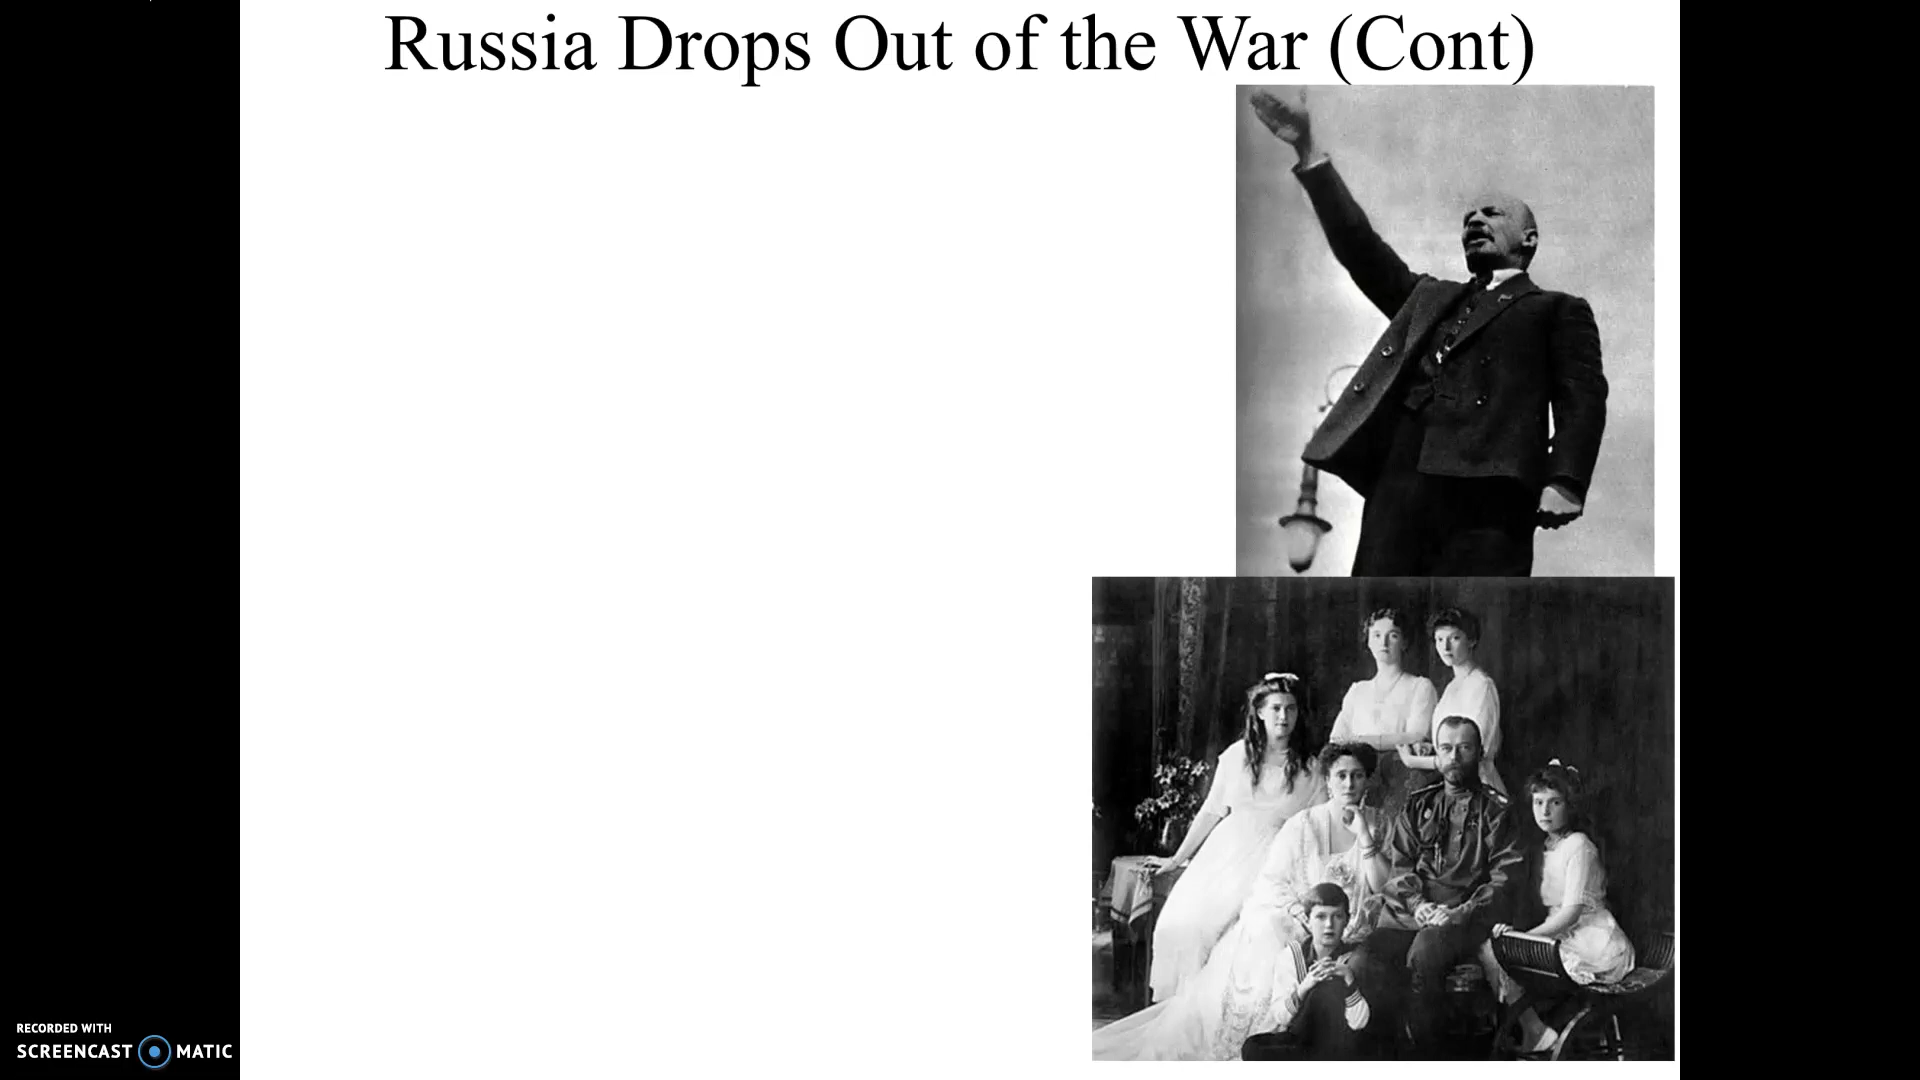 Russia Drops Out of the War (Cont)
RECORDED WITH
SCREENCAST MATIC